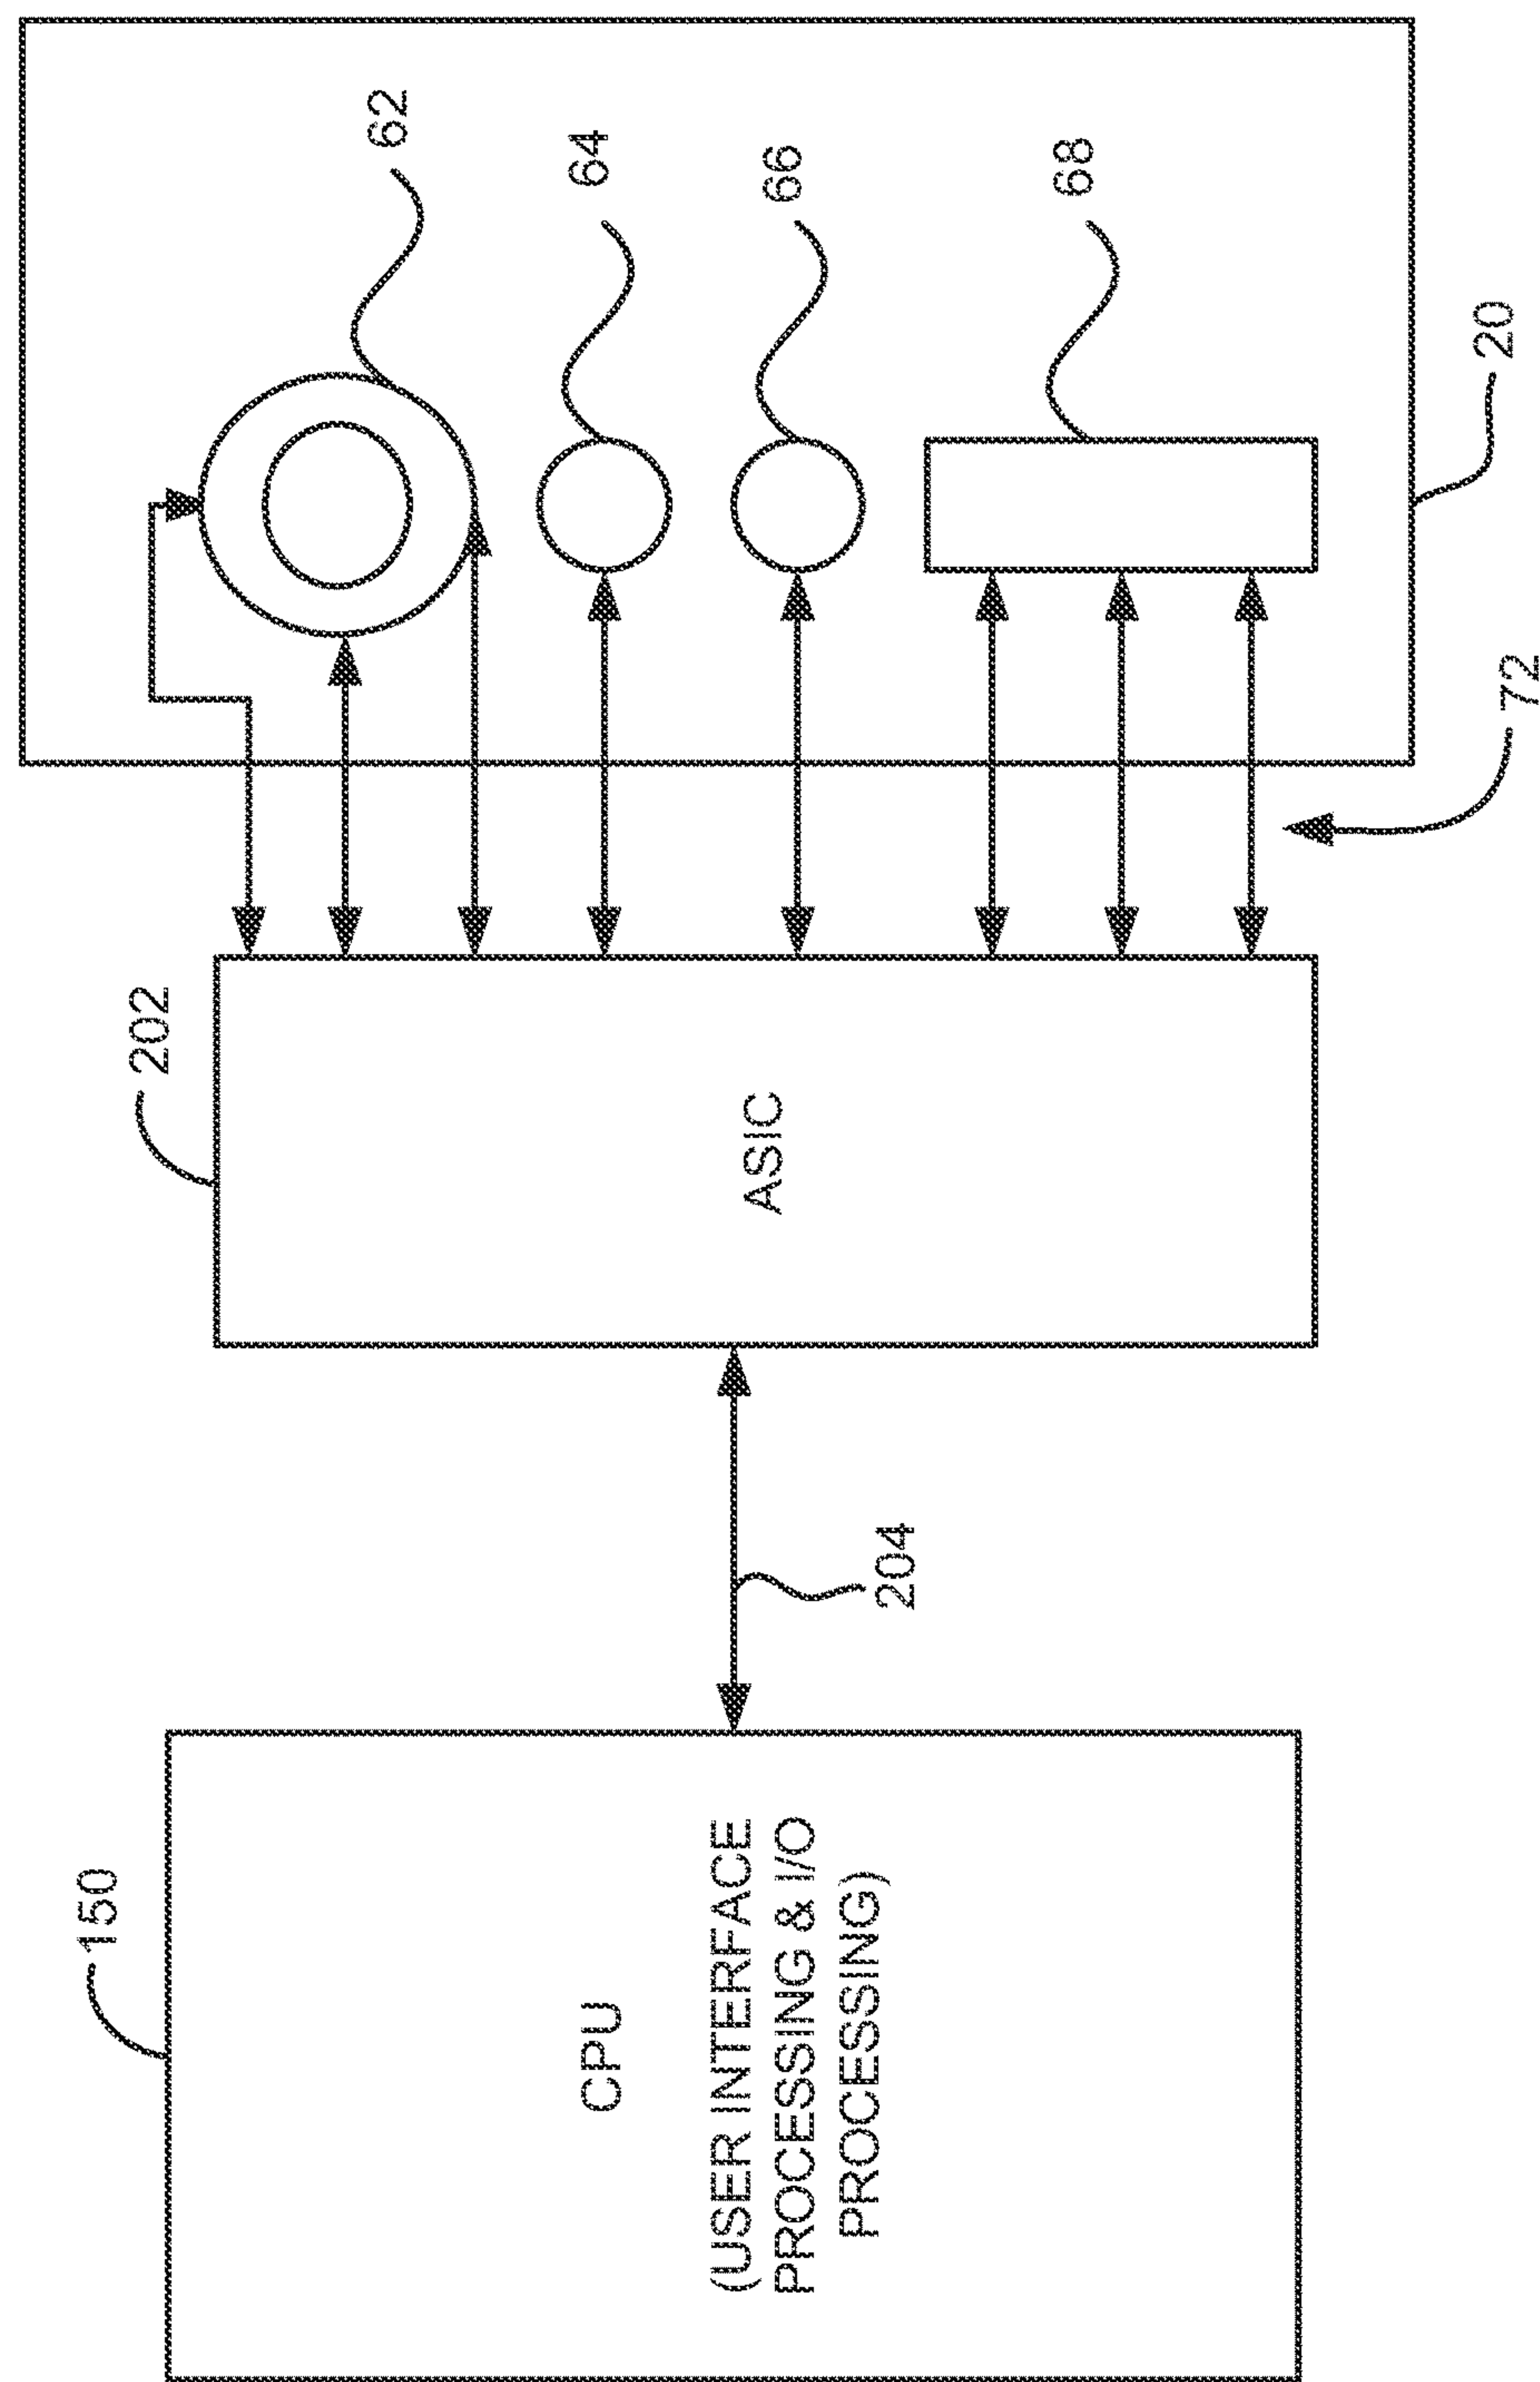 150
CPU
(USER INTERFACE
PROCESSING & I/O
PROCESSING)
204
202
ASIC
72
20
62
64
66
68